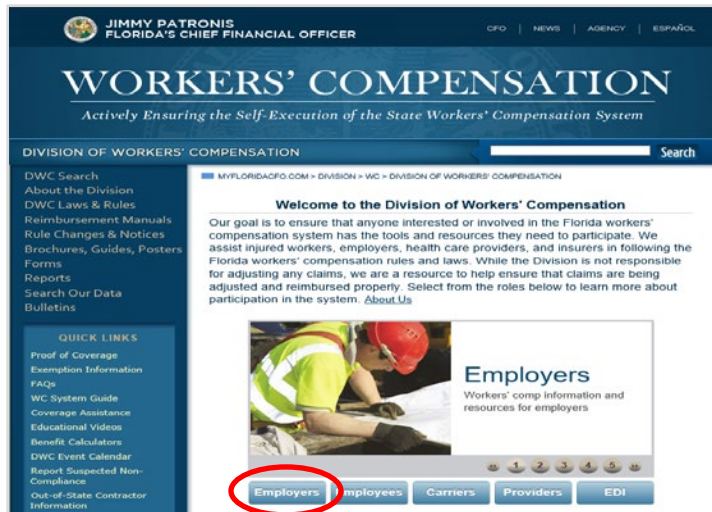 JIMMY PATRONIS
FLORIDA'S CHIEF FINANCIAL OFFICER
CFO | NEWS | AGENCY | ESPAÑOL
WORKERS' COMPENSATION
Actively Ensuring the Self-Execution of the State Workers' Compensation System
DIVISION OF WORKERS' COMPENSATION
Search
DWC Search
About the Division
DWC Laws & Rules
Reimbursement Manuals
Rule Changes & Notices
Brochures, Guides, Posters
Forms
Reports
Search Our Data
Bulletins
QUICK LINKS
Proof of Coverage
Exemption Information
FAQs
WC System Guide
Coverage Assistance
Educational Videos
Benefit Calculators
DWC Event Calendar
Report Suspected Non-
Compliance
Out-of-State Contractor
Information
MYFLORIDACFO.COM > DIVISION > WC > DIVISION OF WORKERS' COMPENSATION
Welcome to the Division of Workers' Compensation
Our goal is to ensure that anyone interested or involved in the Florida workers'
compensation system has the tools and resources they need to participate. We
assist injured workers, employers, health care providers, and insurers in following the
Florida workers' compensation rules and laws. While the Division is not responsible
for adjusting any claims, we are a resource to help ensure that claims are being
adjusted and reimbursed properly. Select from the roles below to learn more about
participation in the system. About Us
Employers
Workers' comp information and
resources for employers
« 1 2 3 4 5 »
Employers Employees Carriers Providers EDI